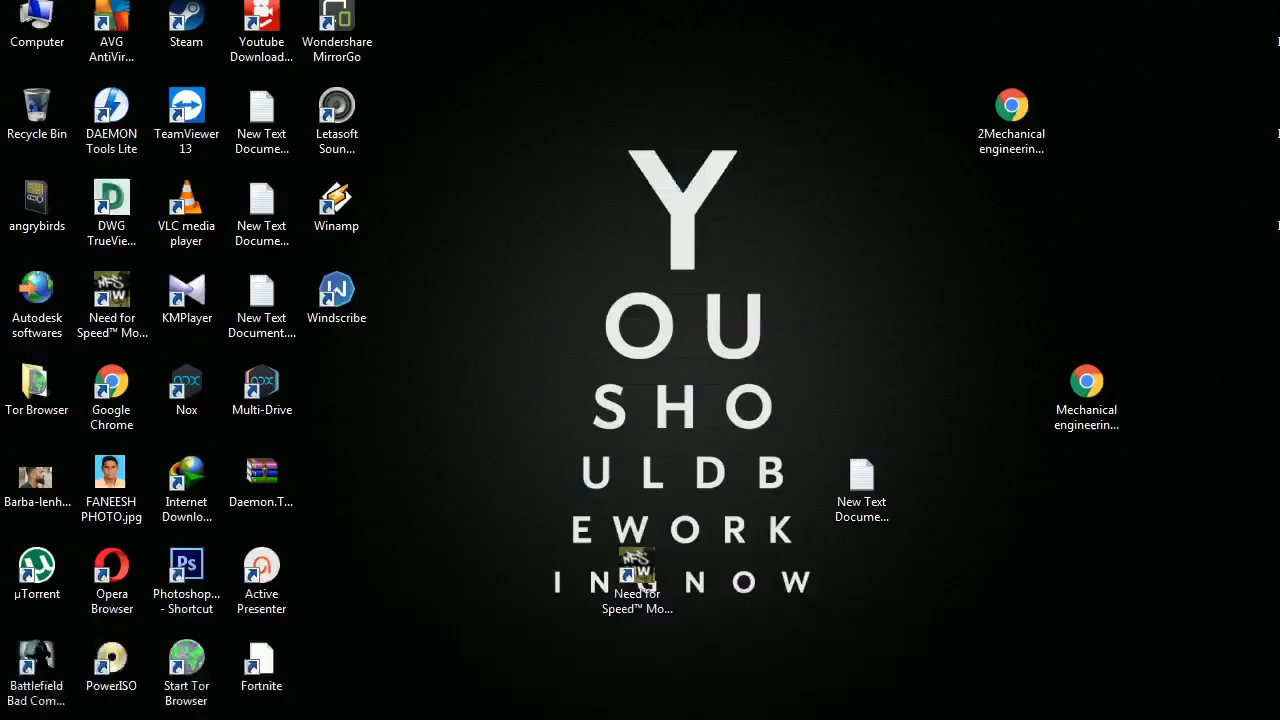 Computer
AVG
AntiVir...
Steam
Youtube
Download...
Wondershare
MirrorGo
Recycle Bin
DAEMON
Tools Lite
TeamViewer
13
New Text
Docume...
Letasoft
Soun...
2Mechanical
engineerin...
angrybirds
DWG
TrueVie...
VLC media
player
New Text
Docume...
Winamp
Autodesk
softwares
Need for
Speed™ Mo...
KMPlayer
New Text
Document....
Windscribe
Tor Browser
Google
Chrome
Nox
Multi-Drive
Mechanical
engineerin...
Barba-lenh...
FANEESH
PHOTO.jpg
Internet
Downlo...
Daemon.T...
New Text
Docume...
µTorrent
Opera
Browser
Photoshop...
- Shortcut
Active
Presenter
Need for
Speed™ Mo...
Battlefield
Bad Com...
PowerISO
Start Tor
Browser
Fortnite
Y
O U
S H O
U L D B
E W O R K
I N G N O W